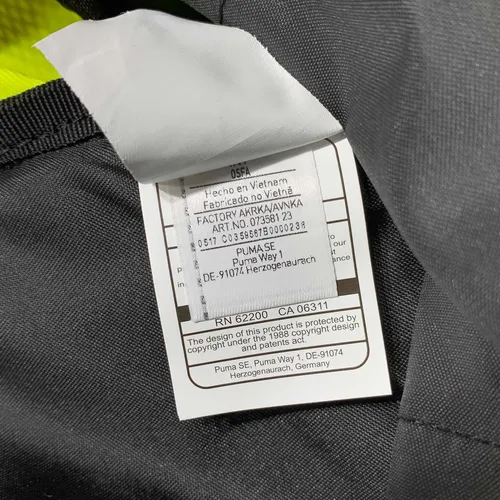 OSFA
Hecho en Vietnam
Fabricado no Vietnã
FACTORY AKRKA/AVNKA
ART.NO. 073581 23
0517 C0359587B0000238
PUMA SE
Puma Way 1
DE-91074 Herzogenaurach
our
RN 62200 CA 06311
The design of this product is protected by
copyright under the 1988 copyright design
and patents act.
Puma SE, Puma Way 1, DE-91074
Herzogenaurach, Germany